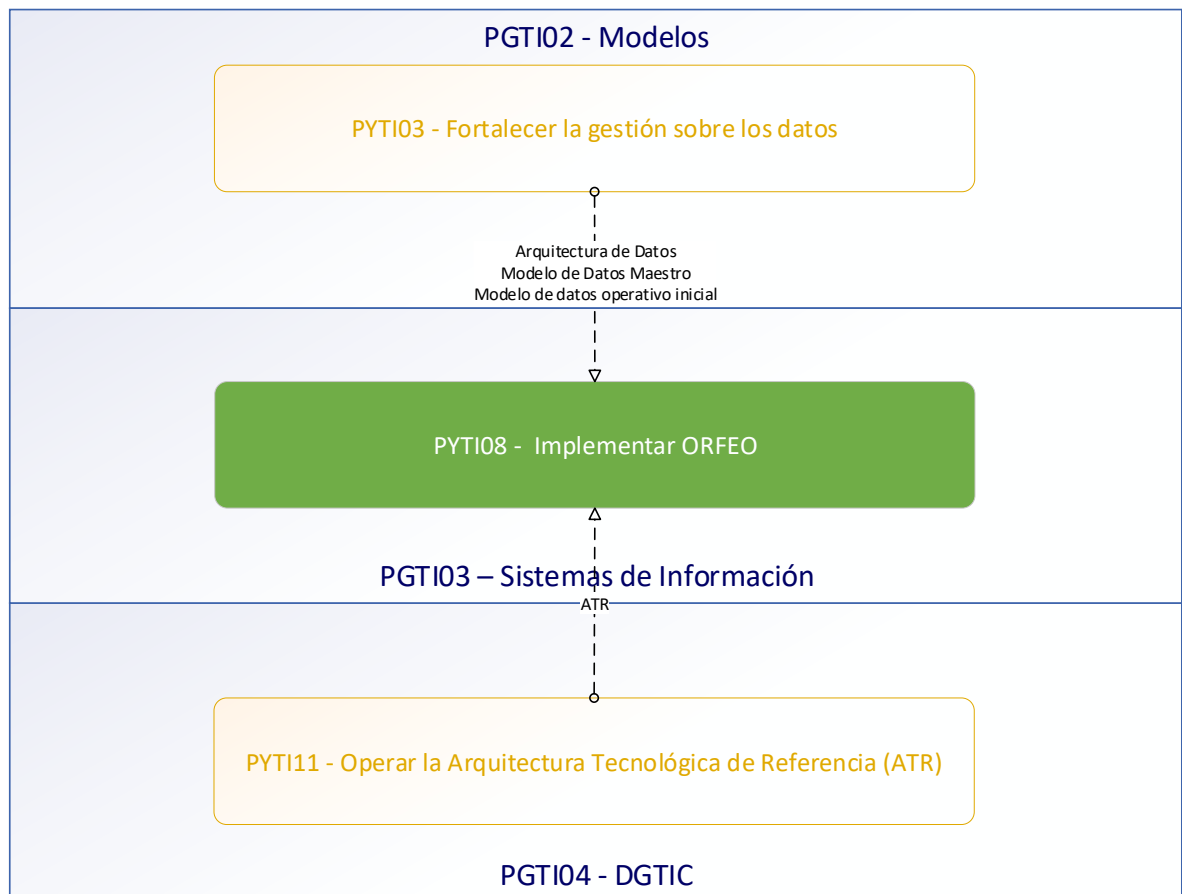 PGTI02 - Modelos
PYTI03 - Fortalecer la gestión sobre los datos
Arquitectura de Datos
Modelo de Datos Maestro
Modelo de datos operativo inicial
PYTI08 -  Implementar ORFEO
PGTI03 – Sistemas de Información
ATR
PYTI11 - Operar la Arquitectura Tecnológica de Referencia (ATR)
PGTI04 - DGTIC